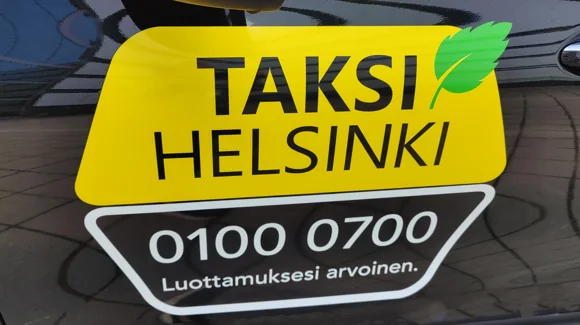 TAKSI
HELSINKI
0100 0700
Luottamuksesi arvoinen.